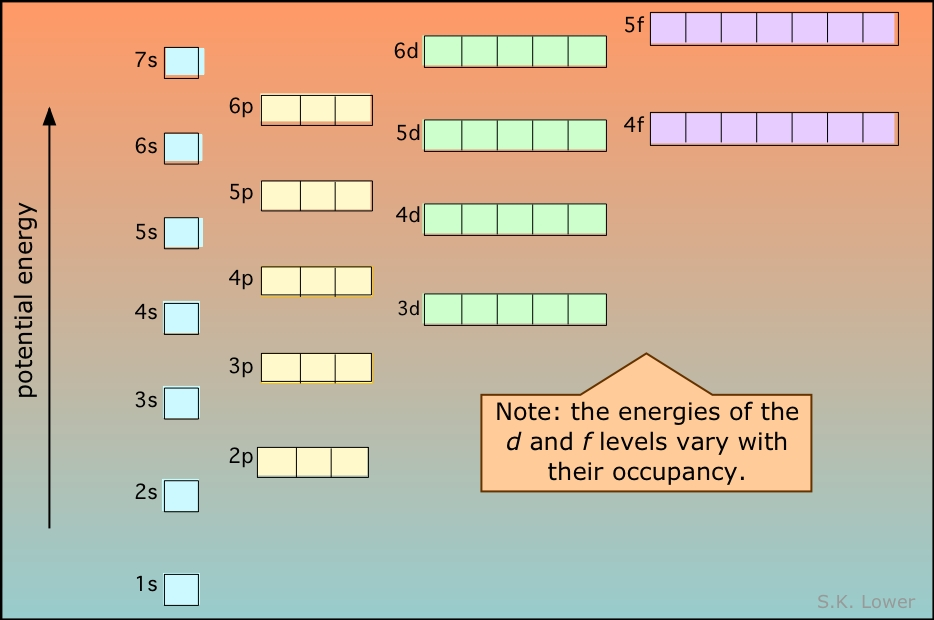 5f
6d
7s
6p
4f
5d
6s
5p
4d
5s
4p
3d
4s
3p
3s
potential energy
Note: the energies of the
d and f levels vary with
their occupancy.
2p
2s
1s
S.K. Lower